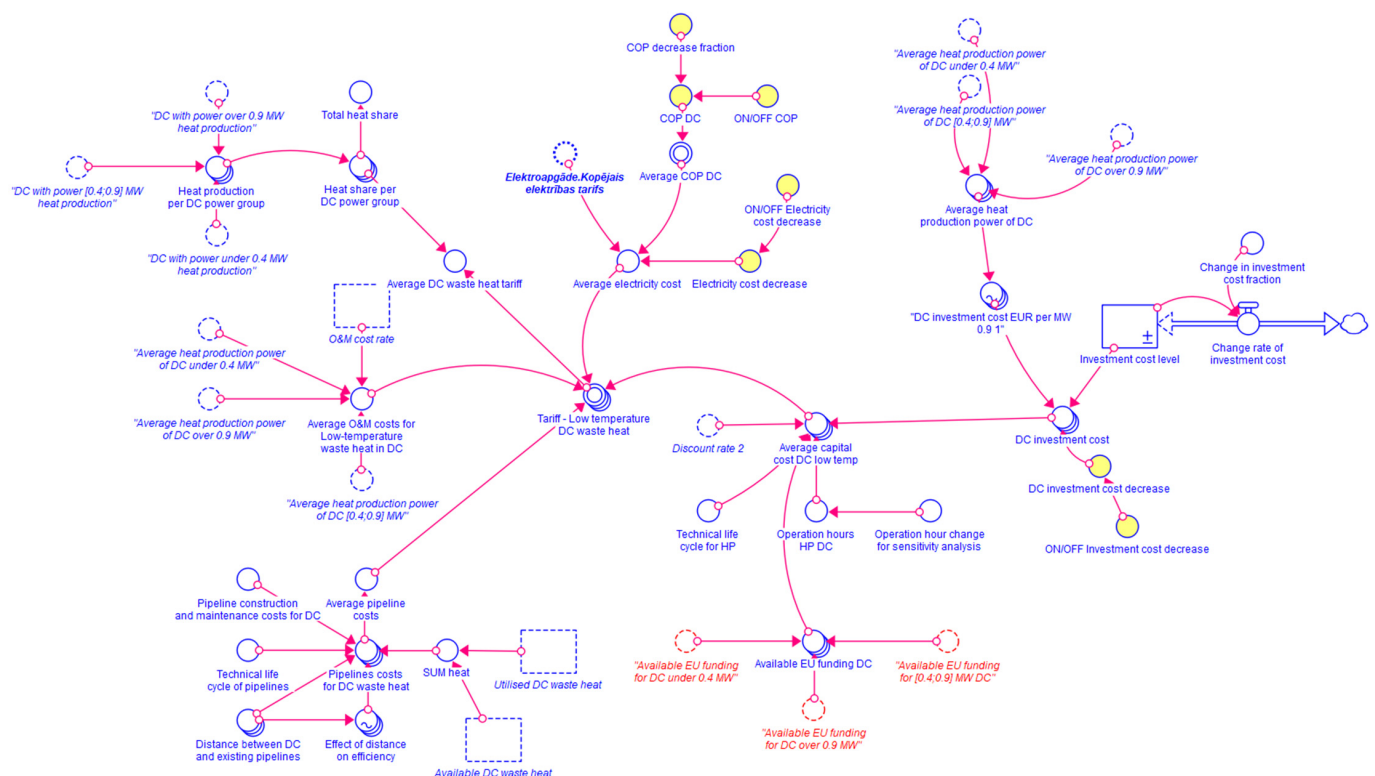 COP decrease fraction
COP DC
ON/OFF COP
"Average heat production power
of DC under 0.4 MW"
"Average heat production power
of DC [0.4;0.9] MW"
"Average heat production power
of DC over 0.9 MW"
"DC with power over 0.9 MW
heat production"
Total heat share
"DC with power [0.4;0.9] MW
heat production"
Heat production
per DC power group
Heat share per
DC power group
Elektroapgāde.Kopējais
elektrības tarifs
Average COP DC
ON/OFF Electricity
cost decrease
Average heat
production power of DC
"DC with power under 0.4 MW
heat production"
Average DC waste heat tariff
Average electricity cost
Electricity cost decrease
Change in investment
cost fraction
"DC investment cost EUR per MW
0.9 1"
±
Investment cost level
Change rate of
investment cost
O&M cost rate
"Average heat production power
of DC under 0.4 MW"
"Average heat production power
of DC over 0.9 MW"
Average O&M costs for
Low-temperature
waste heat in DC
Tariff - Low temperature
DC waste heat
Discount rate 2
Average capital
cost DC low temp
DC investment cost
DC investment cost decrease
"Average heat production power
of DC [0.4;0.9] MW"
Technical life
cycle for HP
Operation hours
HP DC
Operation hour change
for sensitivity analysis
ON/OFF Investment cost decrease
Pipeline construction
and maintenance costs for DC
Average pipeline
costs
Technical life
cycle of pipelines
Pipelines costs
for DC waste heat
SUM heat
Utilised DC waste heat
"Available EU funding
for DC under 0.4 MW"
Available EU funding DC
"Available EU funding
for [0.4;0.9] MW DC"
Distance between DC
and existing pipelines
Effect of distance
on efficiency
Available DC waste heat
"Available EU funding
for DC over 0.9 MW"